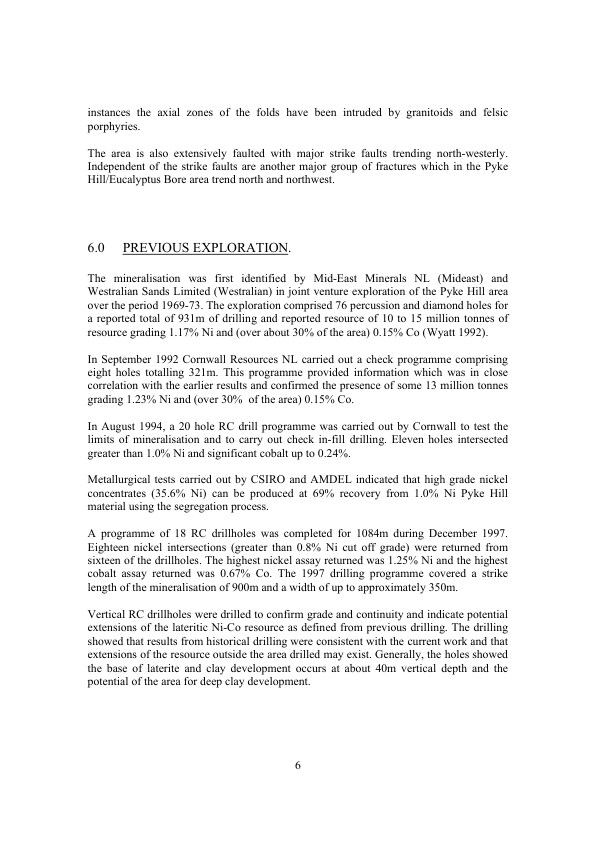 instances the axial zones of the folds have been intruded by granitoids and felsic
porphyries.
The area is also extensively faulted with major strike faults trending north-westerly.
Independent of the strike faults are another major group of fractures which in the Pyke
Hill/Eucalyptus Bore area trend north and northwest.
6.0 PREVIOUS EXPLORATION.
The mineralisation was first identified by Mid-East Minerals NL (Mideast) and
Westralian Sands Limited (Westralian) in joint venture exploration of the Pyke Hill area
over the period 1969-73. The exploration comprised 76 percussion and diamond holes for
a reported total of 931m of drilling and reported resource of 10 to 15 million tonnes of
resource grading 1.17% Ni and (over about 30% of the area) 0.15% Co (Wyatt 1992).
In September 1992 Cornwall Resources NL carried out a check programme comprising
eight holes totalling 321m. This programme provided information which was in close
correlation with the earlier results and confirmed the presence of some 13 million tonnes
grading 1.23% Ni and (over 30% of the area) 0.15% Co.
In August 1994, a 20 hole RC drill programme was carried out by Cornwall to test the
limits of mineralisation and to carry out check in-fill drilling. Eleven holes intersected
greater than 1.0% Ni and significant cobalt up to 0.24%.
Metallurgical tests carried out by CSIRO and AMDEL indicated that high grade nickel
concentrates (35.6% Ni) can be produced at 69% recovery from 1.0% Ni Pyke Hill
material using the segregation process.
A programme of 18 RC drillholes was completed for 1084m during December 1997.
Eighteen nickel intersections (greater than 0.8% Ni cut off grade) were returned from
sixteen of the drillholes. The highest nickel assay returned was 1.25% Ni and the highest
cobalt assay returned was 0.67% Co. The 1997 drilling programme covered a strike
length of the mineralisation of 900m and a width of up to approximately 350m.
Vertical RC drillholes were drilled to confirm grade and continuity and indicate potential
extensions of the lateritic Ni-Co resource as defined from previous drilling. The drilling
showed that results from historical drilling were consistent with the current work and that
extensions of the resource outside the area drilled may exist. Generally, the holes showed
the base of laterite and clay development occurs at about 40m vertical depth and the
potential of the area for deep clay development.
6